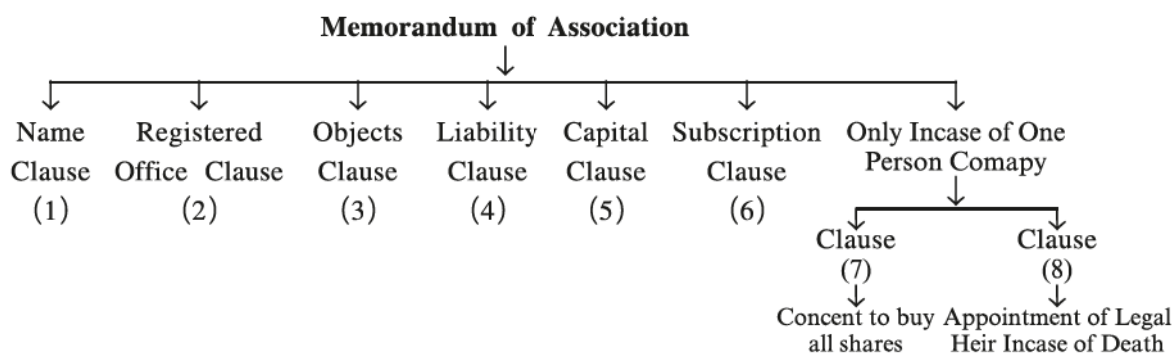 Memorandum of Association
Name Registered Objects Liability Capital Subscription Only Incase of One
Clause Office Clause Clause Clause Clause Clause Person Comapy
(1) (2) (3) (4) (5) (6)
Clause Clause
(7) (8)
Concent to buy Appointment of Legal
all shares Heir Incase of Death